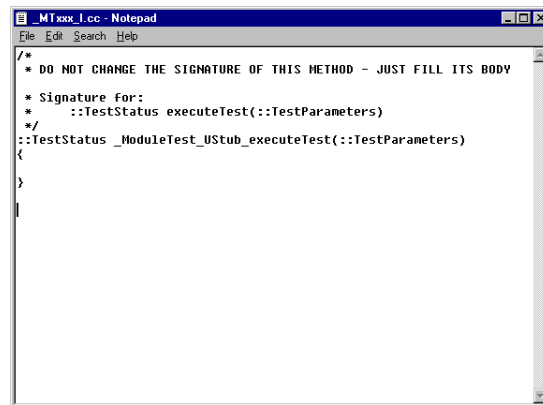 _MTxxx_I.cc - Notepad
File Edit Search Help
/*
 * DO NOT CHANGE THE SIGNATURE OF THIS METHOD - JUST FILL ITS BODY

 * Signature for:
 *     ::TestStatus executeTest(::TestParameters)
 */
::TestStatus _ModuleTest_UStub_executeTest(::TestParameters)
{

}